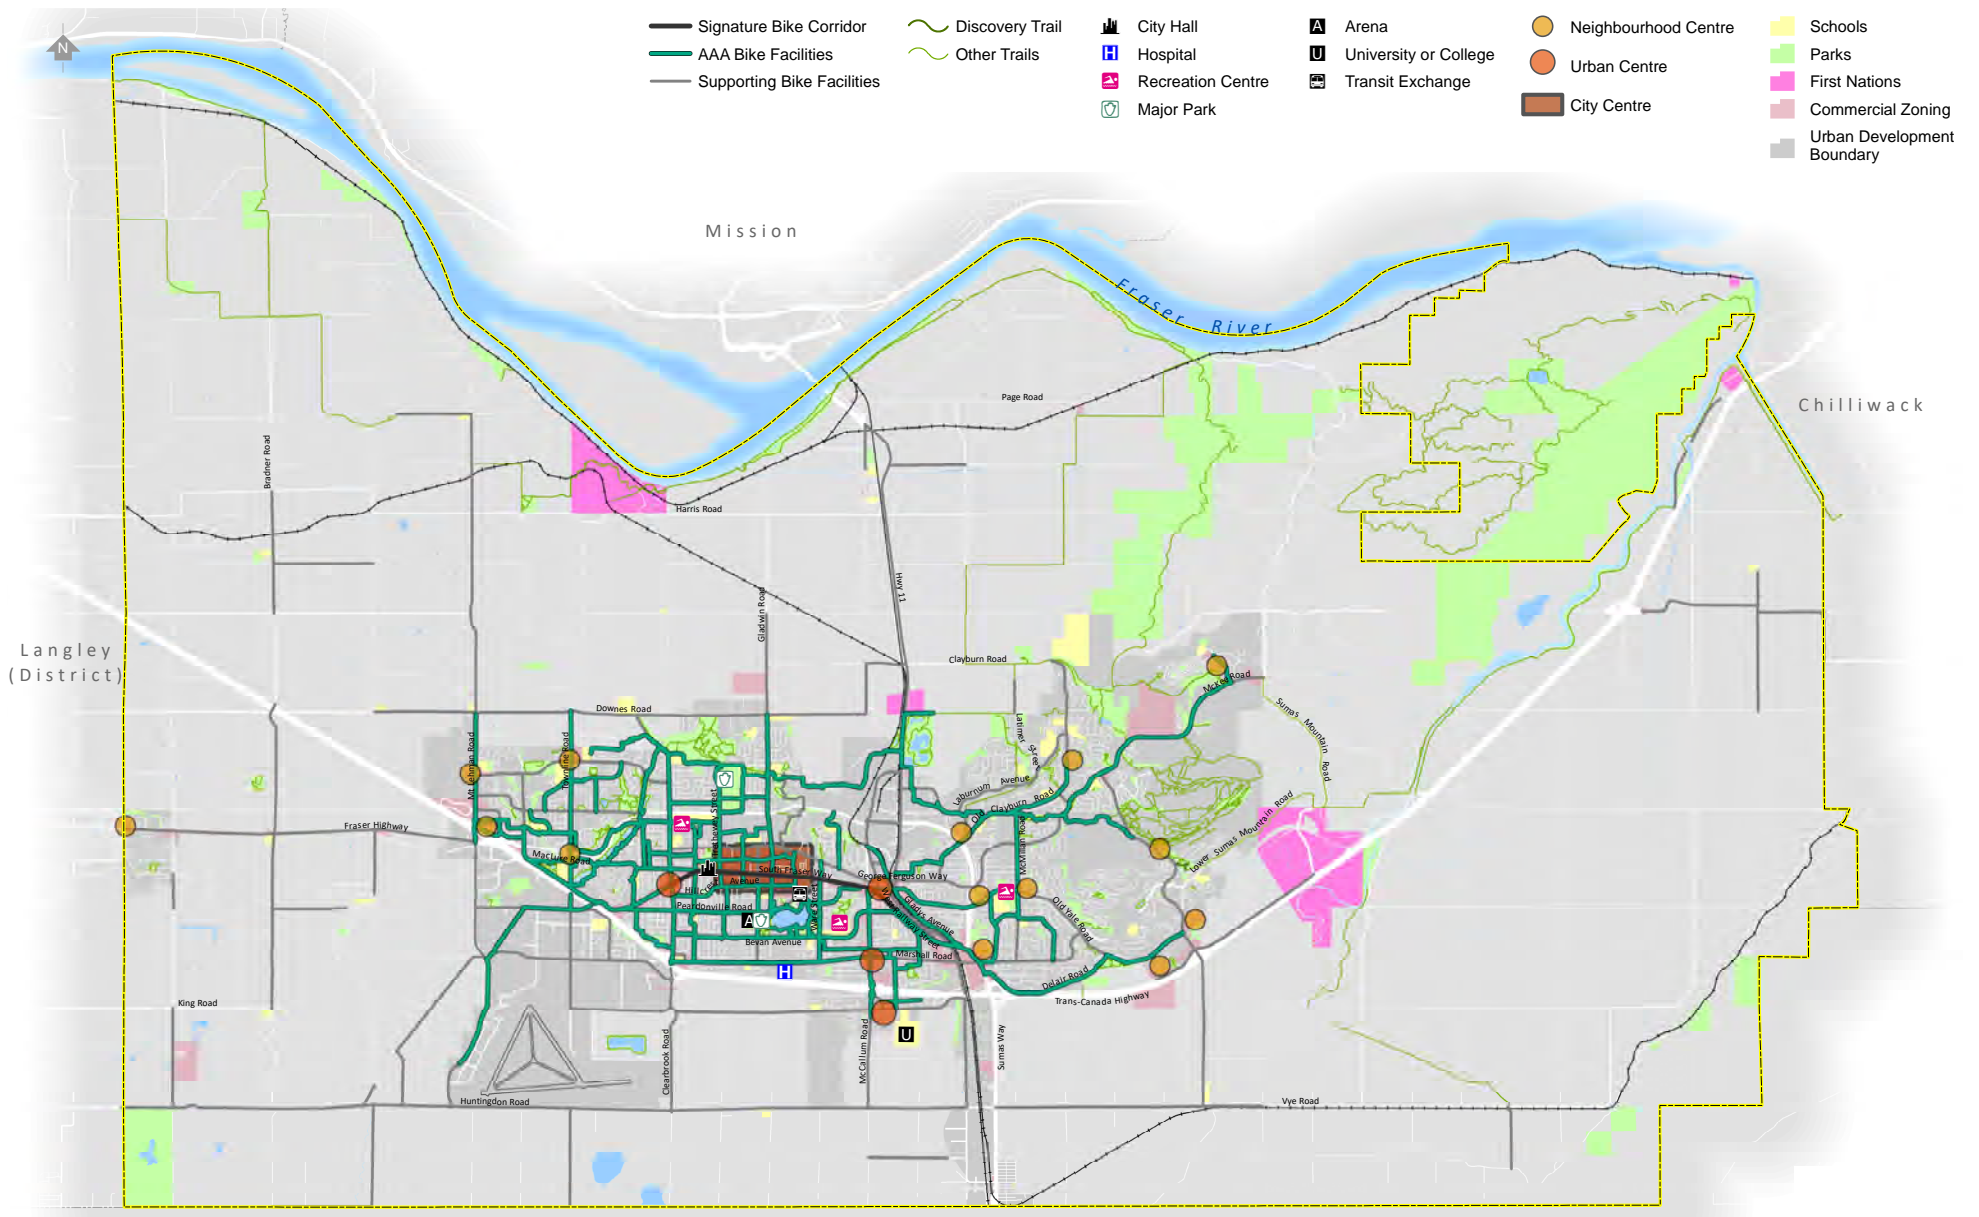 Signature Bike Corridor
AAA Bike Facilities
Supporting Bike Facilities
Discovery Trail
Other Trails
City Hall
H Hospital
Recreation Centre
Major Park
A Arena
U University or College
Transit Exchange
Neighbourhood Centre
Urban Centre
City Centre
Schools
Parks
First Nations
Commercial Zoning
Urban Development
Boundary
N
Mission
Fraser River
Chilliwack
Page Road
Bradner Road
Harris Road
Hwy 11
Gladwin Road
Langley
(District)
Clayburn Road
McKee Road
Sumas Mountain Road
Downes Road
Latimer Street
Mt Lehman Road
Townline Road
Laburnum Avenue
Old Clayburn Road
Fraser Highway
Lower Sumas Mountain Road
McMillan Road
MacLure Road
South Fraser Way
George Ferguson Way
Avenue
Peardonville Road
Ware Street
Gladys Avenue
Old Yale Road
A
Bevan Avenue
Marshall Road
H
Delair Road
Trans-Canada Highway
King Road
U
Clearbrook Road
McCallum Road
Sumas Way
Huntingdon Road
Vye Road